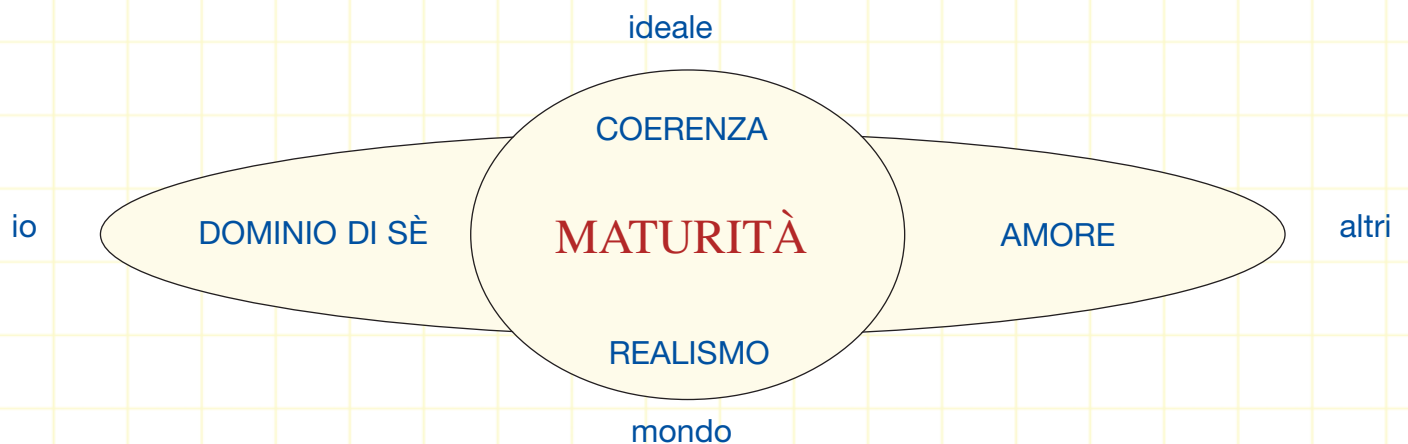 ideale
COERENZA
io
DOMINIO DI SÈ
MATURITÀ
AMORE
altri
REALISMO
mondo